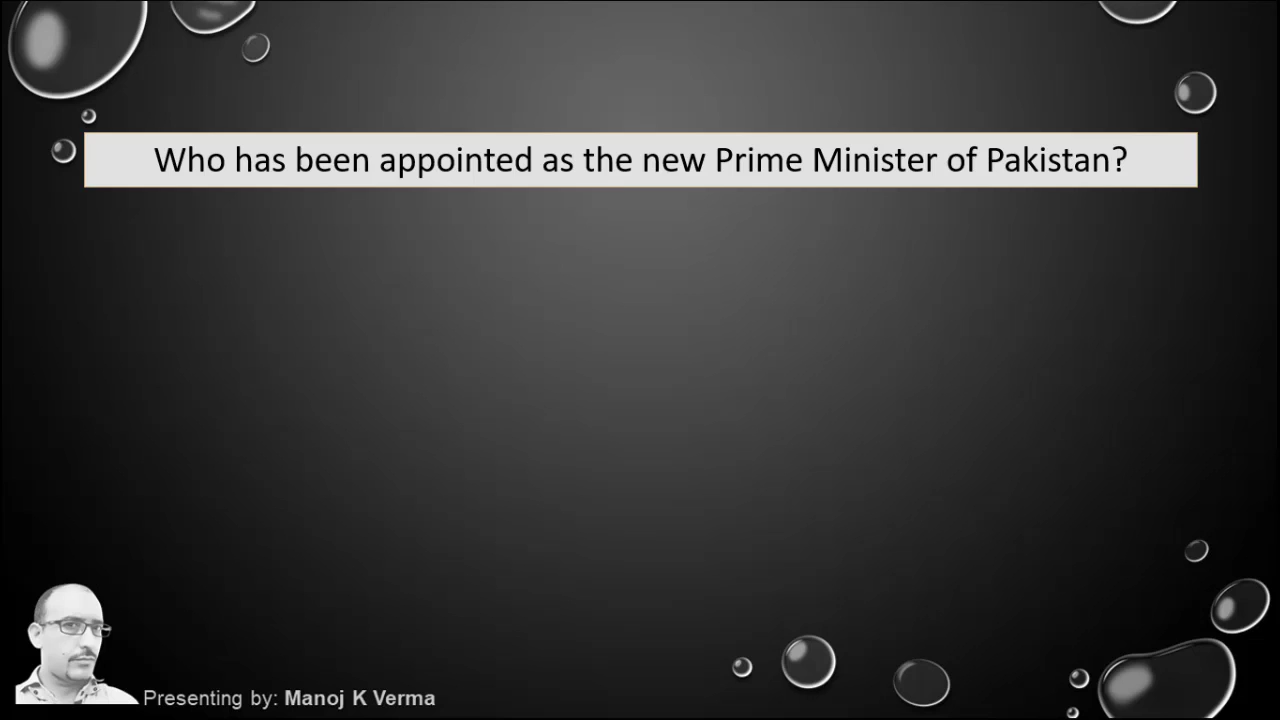 Who has been appointed as the new Prime Minister of Pakistan?
Presenting by: Manoj K Verma